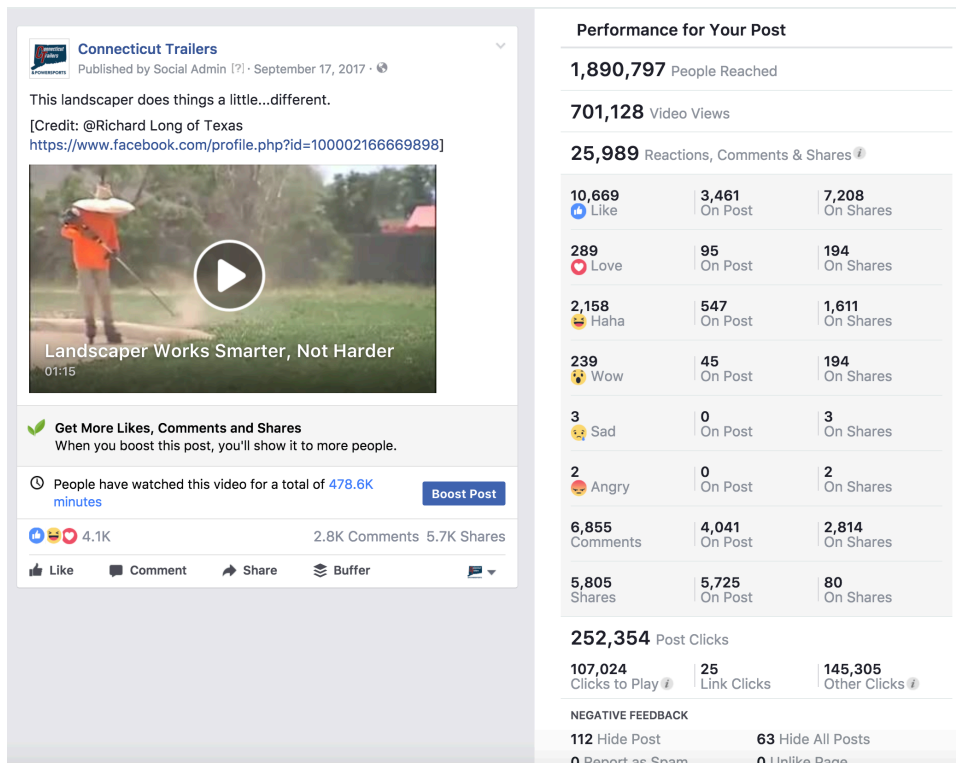 Connecticut Trailers
Published by Social Admin [?] · September 17, 2017 ·
This landscaper does things a little...different.
[Credit: @Richard Long of Texas
https://www.facebook.com/profile.php?id=100002166669898]
Landscaper Works Smarter, Not Harder
01:15
Get More Likes, Comments and Shares
When you boost this post, you'll show it to more people.
People have watched this video for a total of 478.6K
minutes
Boost Post
4.1K
2.8K Comments 5.7K Shares
Like Comment Share Buffer
Performance for Your Post
1,890,797 People Reached
701,128 Video Views
25,989 Reactions, Comments & Shares
10,669 3,461 7,208
Like On Post On Shares
289 95 194
Love On Post On Shares
2,158 547 1,611
Haha On Post On Shares
239 45 194
Wow On Post On Shares
3 0 3
Sad On Post On Shares
2 0 2
Angry On Post On Shares
6,855 4,041 2,814
Comments On Post On Shares
5,805 5,725 80
Shares On Post On Shares
252,354 Post Clicks
107,024 25 145,305
Clicks to Play Link Clicks Other Clicks
NEGATIVE FEEDBACK
112 Hide Post 63 Hide All Posts
0 Report as Spam 0 Unlike Page